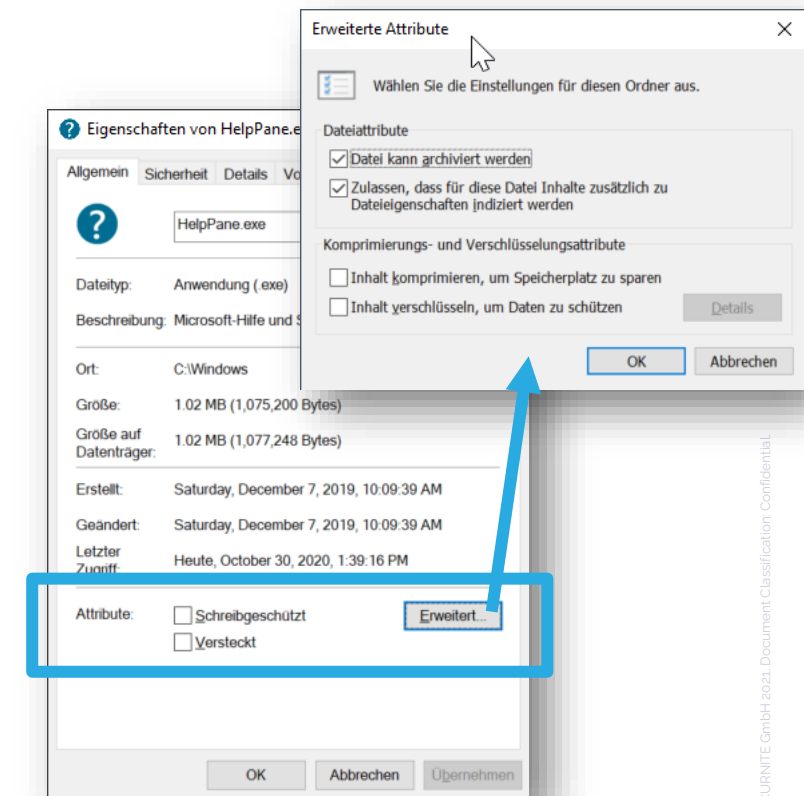 Erweiterte Attribute
Wählen Sie die Einstellungen für diesen Ordner aus.
Dateiattribute
Datei kann archiviert werden
Zulassen, dass für diese Datei Inhalte zusätzlich zu
Dateieigenschaften indiziert werden
Komprimierungs- und Verschlüsselungsattribute
Inhalt komprimieren, um Speicherplatz zu sparen
Inhalt verschlüsseln, um Daten zu schützen
Details
OK Abbrechen
Eigenschaften von HelpPane.e
Allgemein Sicherheit Details Vo
HelpPane.exe
Dateityp: Anwendung (.exe)
Beschreibung: Microsoft-Hilfe und S
Ort: C:\Windows
Größe: 1.02 MB (1,075,200 Bytes)
Größe auf
Datenträger: 1.02 MB (1,077,248 Bytes)
Erstellt: Saturday, December 7, 2019, 10:09:39 AM
Geändert: Saturday, December 7, 2019, 10:09:39 AM
Letzter
Zugriff: Heute, October 30, 2020, 1:39:16 PM
Attribute: Schreibgeschützt Erweitert...
Versteckt
OK Abbrechen Übernehmen
URNITE GmbH 2021. Document Classification: Confidential.